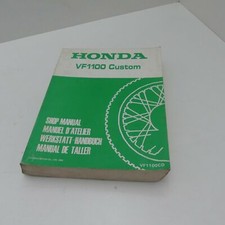 HONDA
VF1100 Custom
SHOP MANUAL
MANUEL D'ATELIER
WERKSTATT-HANDBUCH
MANUAL DE TALLER